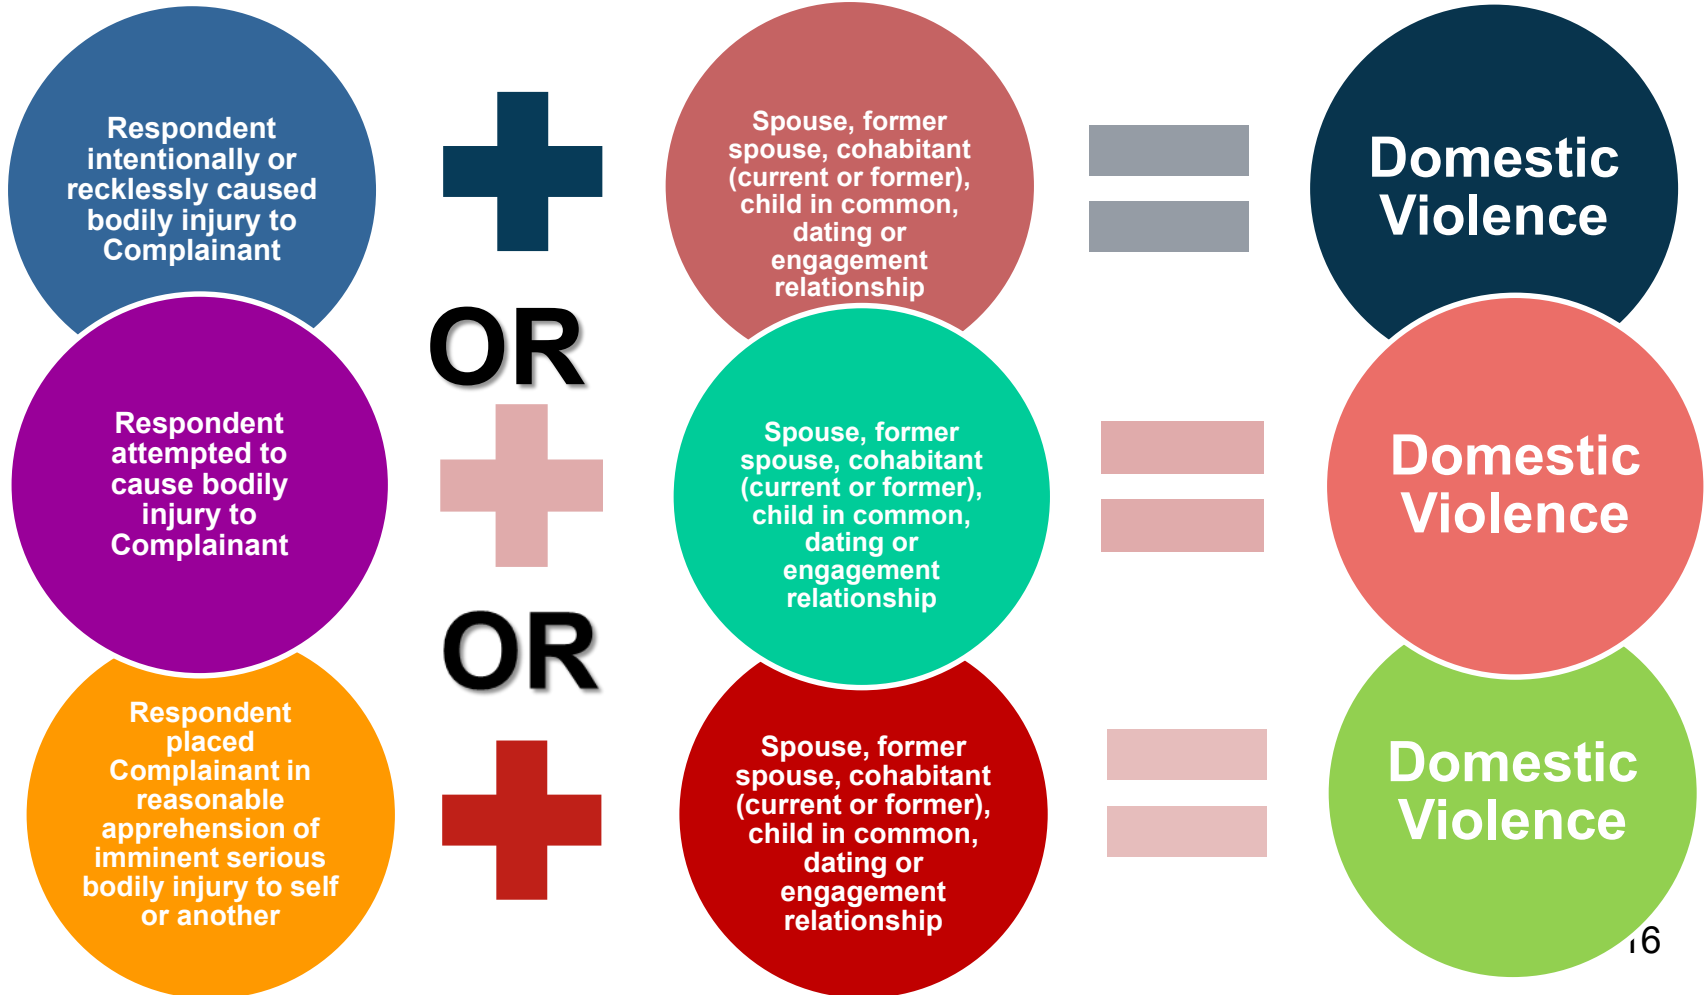 Respondent
intentionally or
recklessly caused
bodily injury to
Complainant
Spouse, former
spouse, cohabitant
(current or former),
child in common,
dating or
engagement
relationship
Domestic
Violence
OR
Respondent
attempted to
cause bodily
injury to
Complainant
Spouse, former
spouse, cohabitant
(current or former),
child in common,
dating or
engagement
relationship
Domestic
Violence
OR
Respondent
placed
Complainant in
reasonable
apprehension of
imminent serious
bodily injury to self
or another
Spouse, former
spouse, cohabitant
(current or former),
child in common,
dating or
engagement
relationship
Domestic
Violence
16